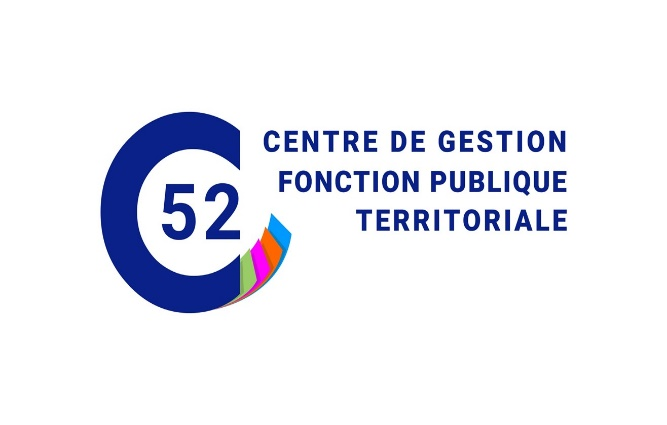 52
CENTRE DE GESTION
FONCTION PUBLIQUE
TERRITORIALE